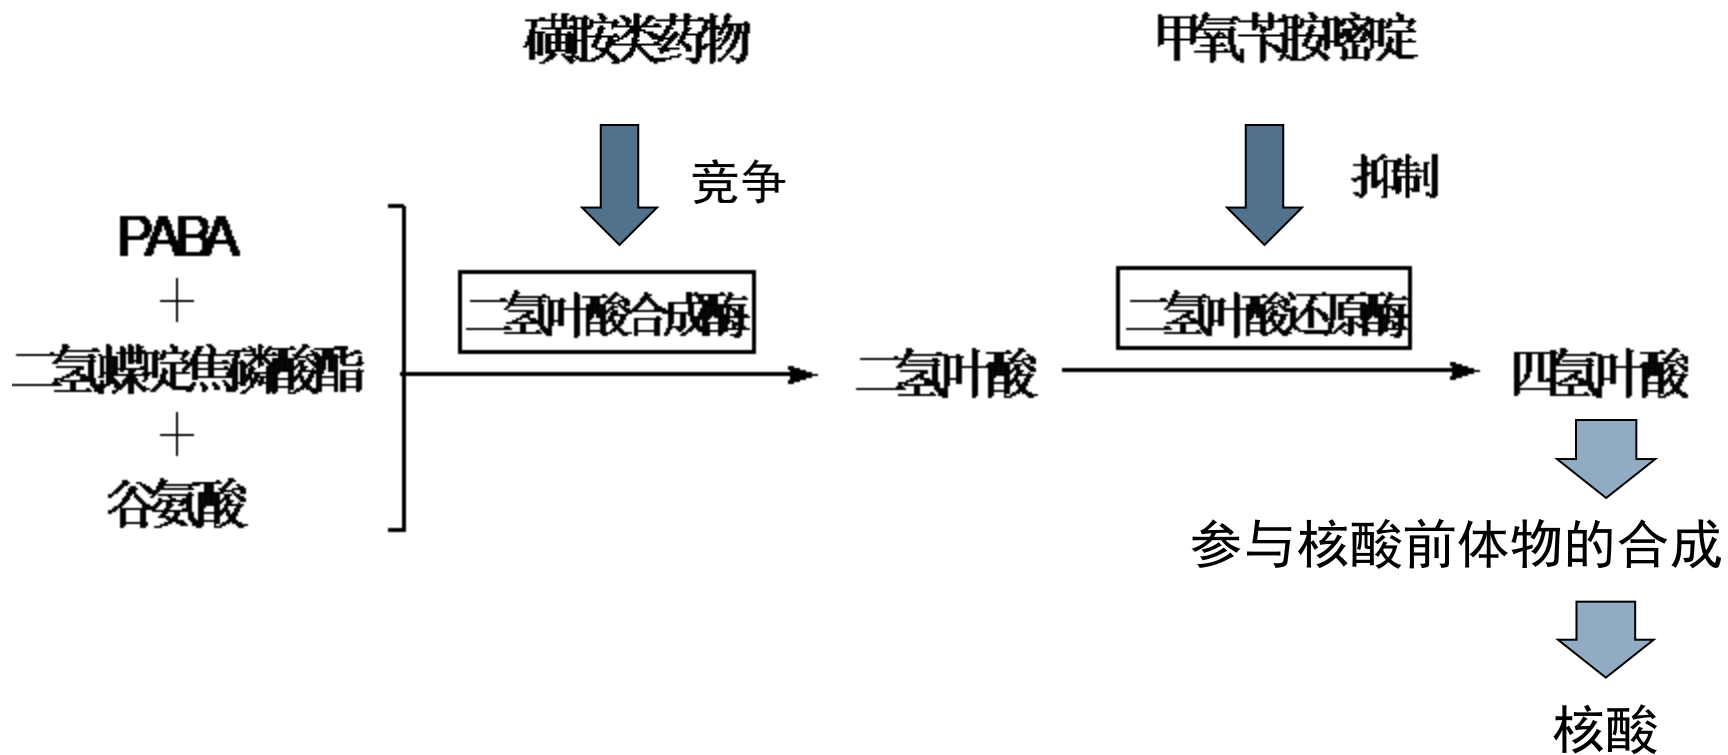 磺胺类药物
甲氧苄胺嘧啶
竞争
抑制
PABA
+
二氢蝶啶焦磷酸酯
+
谷氨酸
二氢叶酸合成酶
二氢叶酸
二氢叶酸还原酶
四氢叶酸
参与核酸前体物的合成
核酸